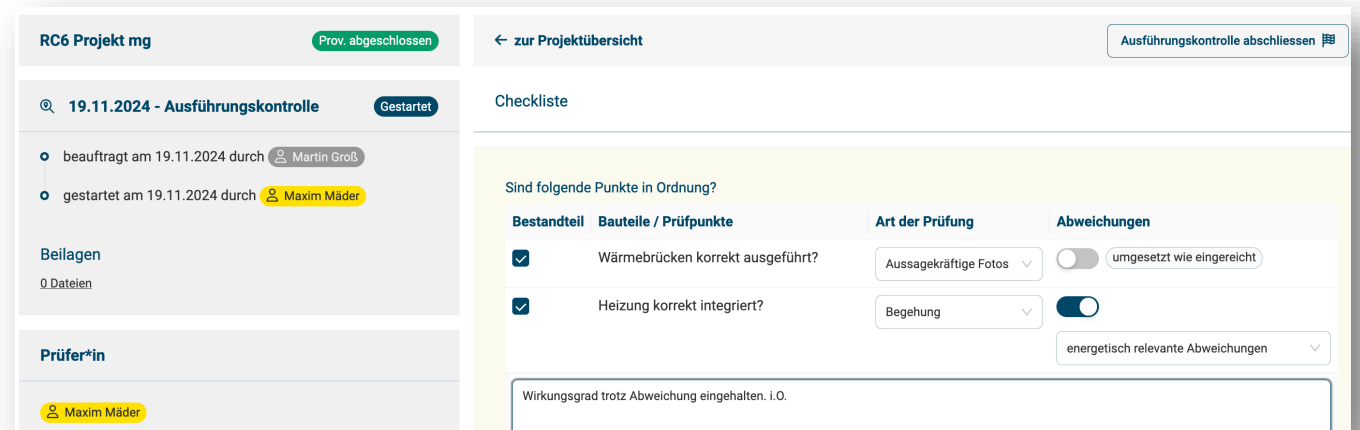 RC6 Projekt mg
Prov. abgeschlossen
19.11.2024 - Ausführungskontrolle
Gestartet
beauftragt am 19.11.2024 durch Martin Groß
gestartet am 19.11.2024 durch Maxim Mäder
Beilagen
0 Dateien
Prüfer*in
Maxim Mäder
← zur Projektübersicht
Ausführungskontrolle abschliessen
Checkliste
Sind folgende Punkte in Ordnung?
Bestandteil Bauteile / Prüfpunkte Art der Prüfung Abweichungen
Wärmebrücken korrekt ausgeführt? Aussagekräftige Fotos umgesetzt wie eingereicht
Heizung korrekt integriert? Begehung
energetisch relevante Abweichungen
Wirkungsgrad trotz Abweichung eingehalten. i.O.